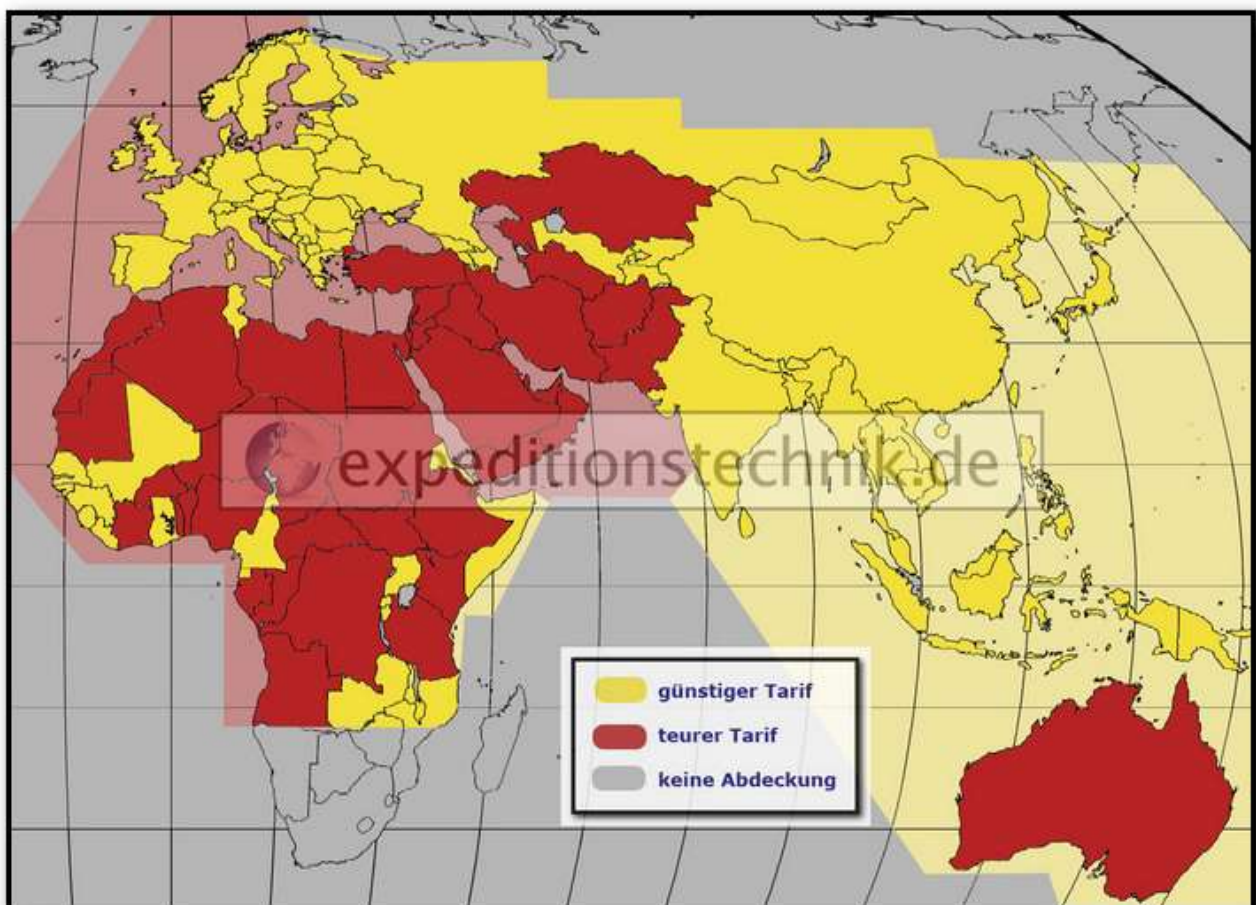 expeditionstechnik.de
günstiger Tarif
teurer Tarif
keine Abdeckung